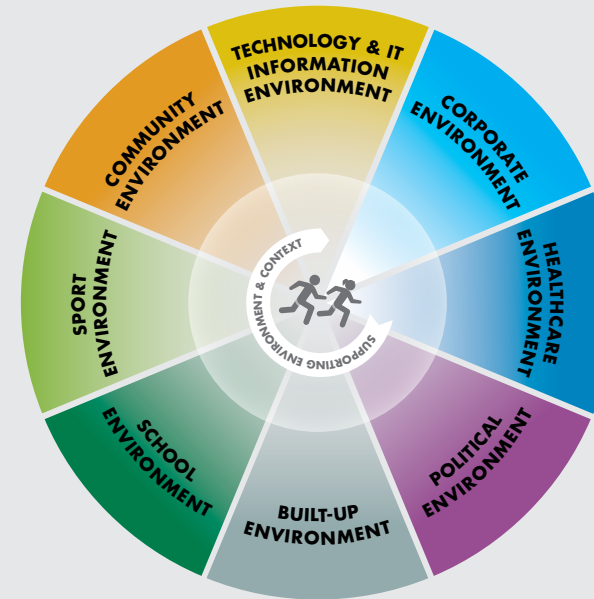 TECHNOLOGY & IT
INFORMATION
ENVIRONMENT
CORPORATE
ENVIRONMENT
HEALTHCARE
ENVIRONMENT
POLITICAL
ENVIRONMENT
BUILT-UP
ENVIRONMENT
SCHOOL
ENVIRONMENT
SPORT
ENVIRONMENT
COMMUNITY
ENVIRONMENT
SUPPORTING ENVIRONMENT & CONTEXT